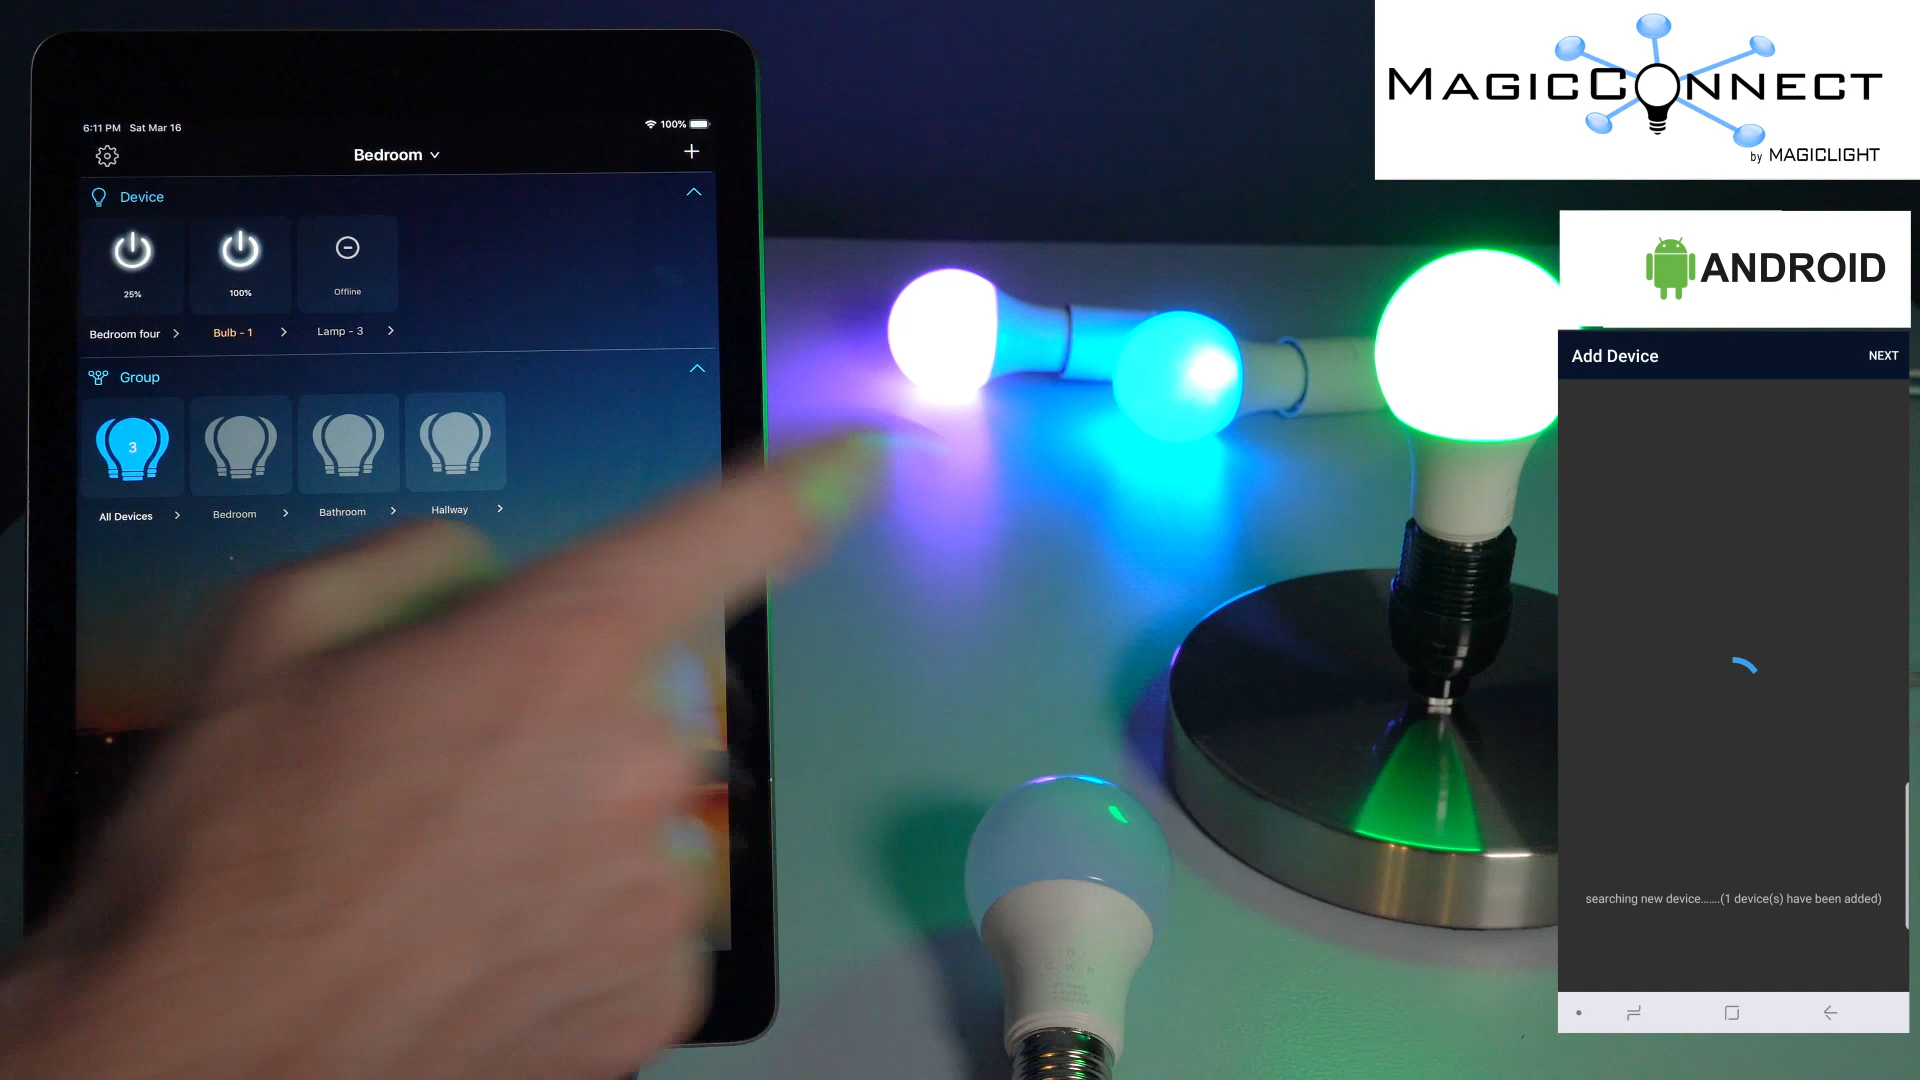 6:11 PM Sat Mar 16
100%
Bedroom
+
Device
25%
100%
Offline
Bedroom four >
Bulb - 1 >
Lamp - 3 >
Group
3
All Devices >
Bedroom >
Bathroom >
Hallway >
MAGICCONNECT
by MAGICLIGHT
ANDROID
Add Device
NEXT
searching new device.......(1 device(s) have been added)